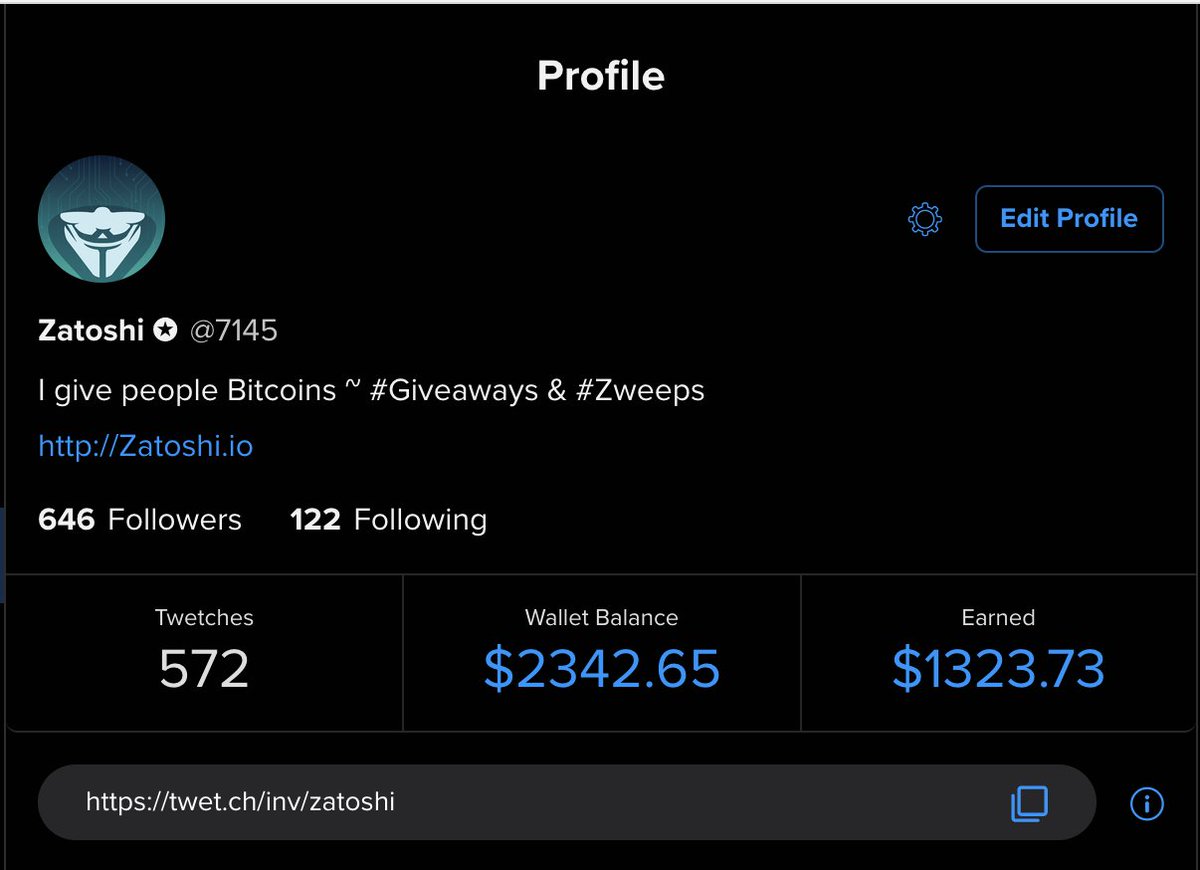 Profile
Edit Profile
Zatoshi @7145
I give people Bitcoins ~ #Giveaways & #Zweeps
http://Zatoshi.io
646 Followers 122 Following
Twetches
572
Wallet Balance
$2342.65
Earned
$1323.73
https://twet.ch/inv/zatoshi